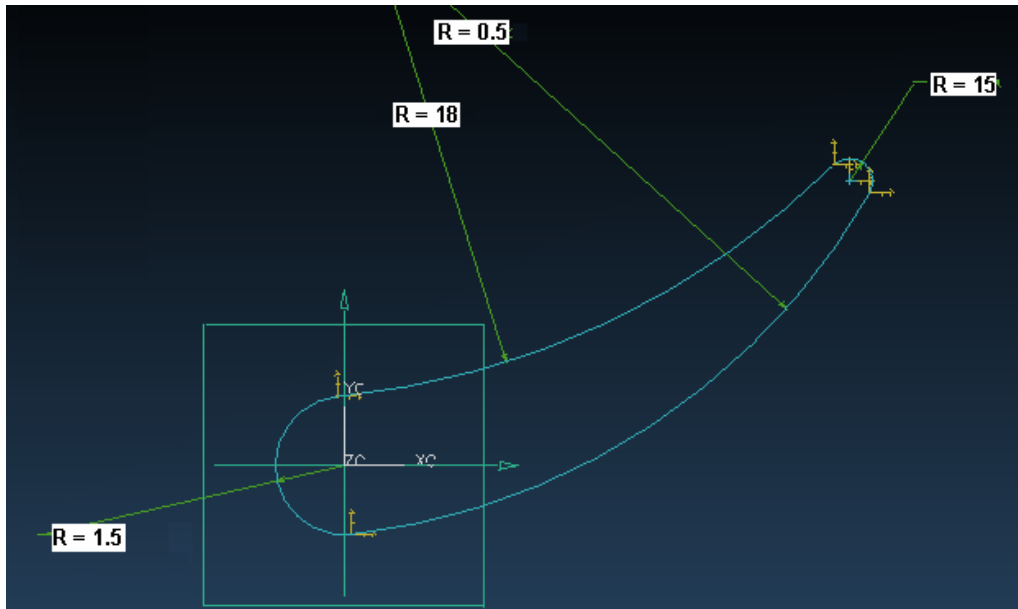 R = 0.5
R = 15
R = 18
YC
ZC
XC
R = 1.5